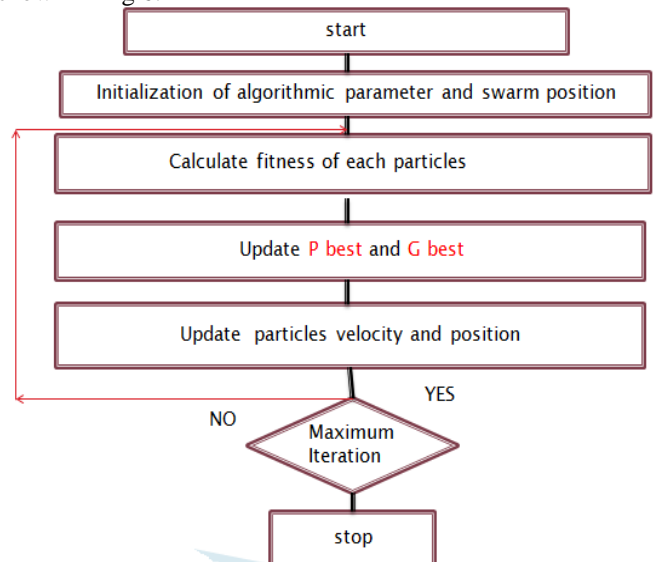 start
Initialization of algorithmic parameter and swarm position
Calculate fitness of each particles
Update P best and G best
Update particles velocity and position
YES
NO
Maximum
Iteration
stop